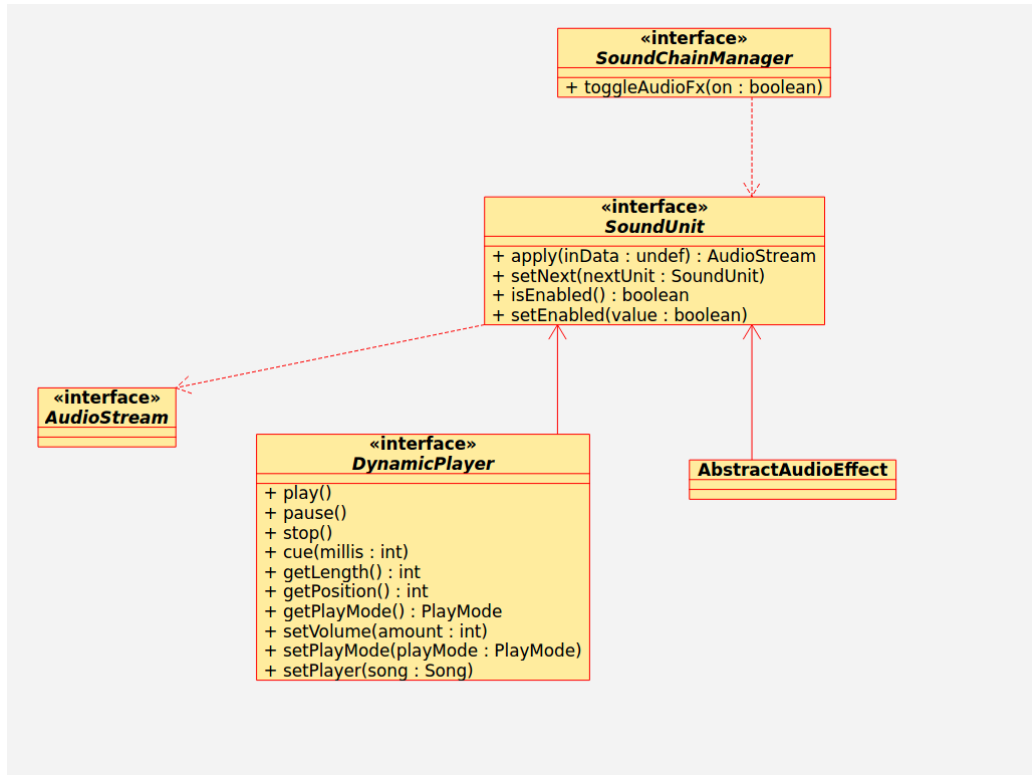 «interface»
SoundChainManager
+ toggleAudioFx(on : boolean)
«interface»
SoundUnit
+ apply(inData : undef) : AudioStream
+ setNext(nextUnit : SoundUnit)
+ isEnabled() : boolean
+ setEnabled(value : boolean)
«interface»
AudioStream
«interface»
DynamicPlayer
+ play()
+ pause()
+ stop()
+ cue(millis : int)
+ getLength() : int
+ getPosition() : int
+ getPlayMode() : PlayMode
+ setVolume(amount : int)
+ setPlayMode(playMode : PlayMode)
+ setPlayer(song : Song)
AbstractAudioEffect